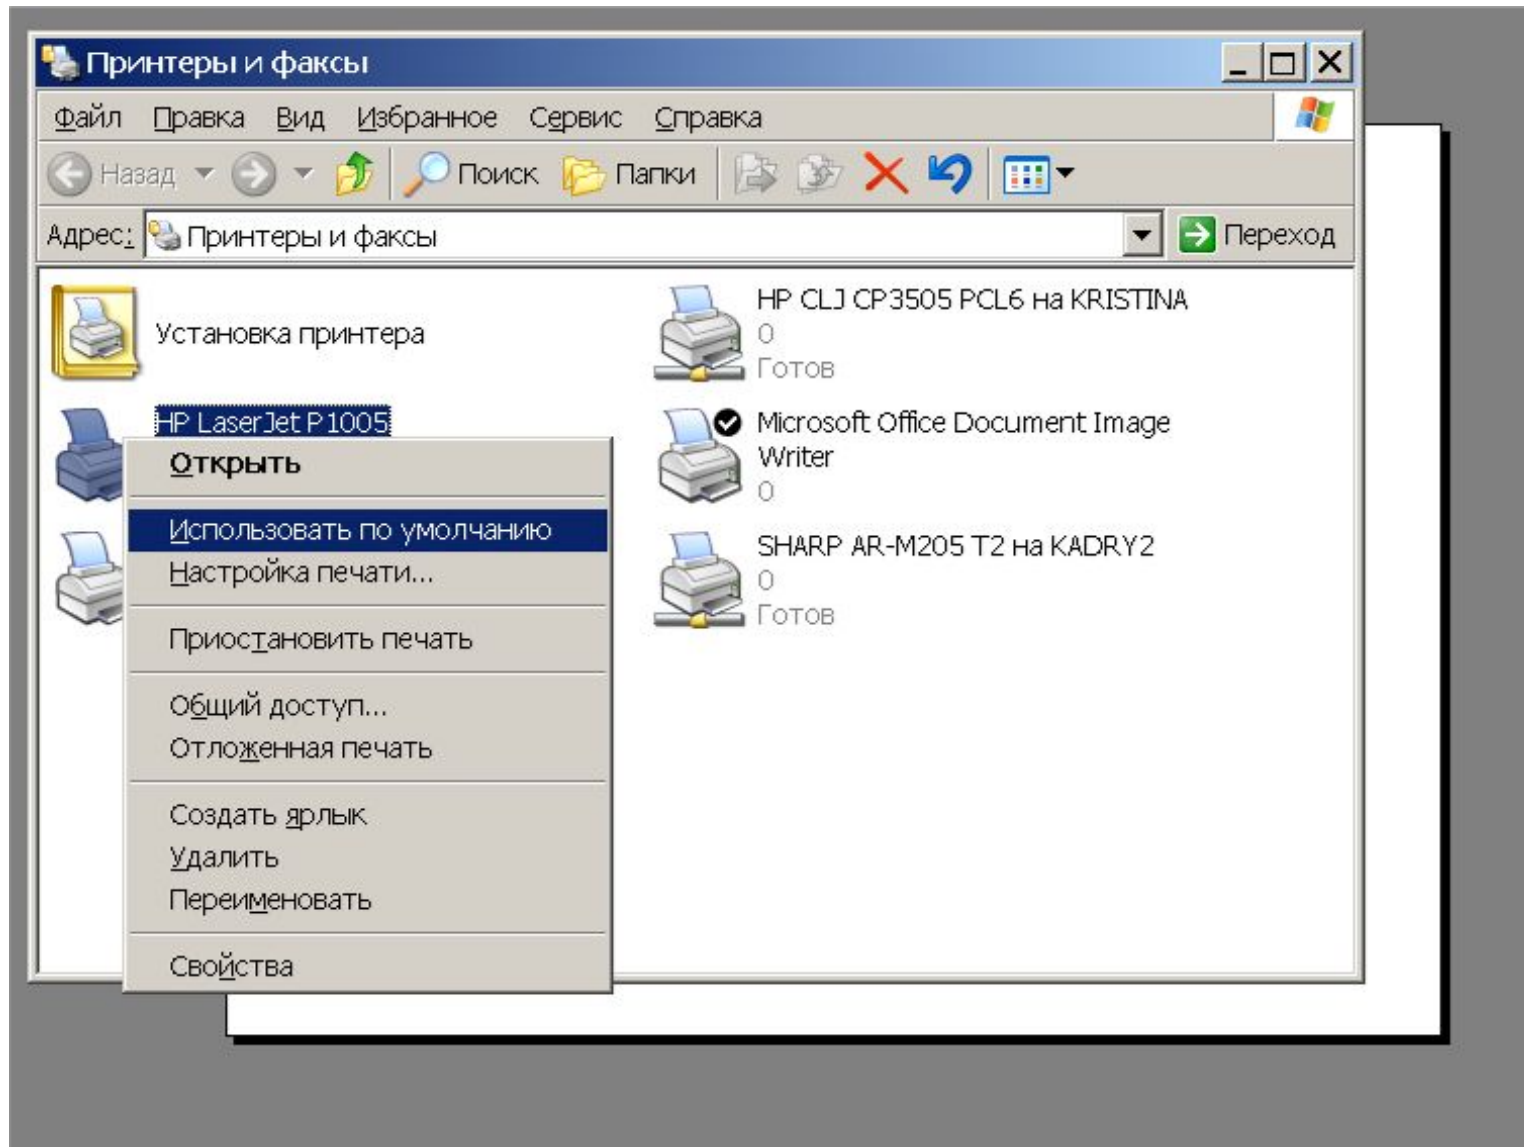 Принтеры и факсы
Файл Правка Вид Избранное Сервис Справка
Назад Поиск Папки
Адрес: Принтеры и факсы Переход
Установка принтера
HP CLJ CP3505 PCL6 на KRISTINA
0
Готов
HP LaserJet P1005
Microsoft Office Document Image
Writer
0
SHARP AR-M205 T2 на KADRY2
0
Готов
Открыть
Использовать по умолчанию
Настройка печати...
Приостановить печать
Общий доступ...
Отложенная печать
Создать ярлык
Удалить
Переименовать
Свойства